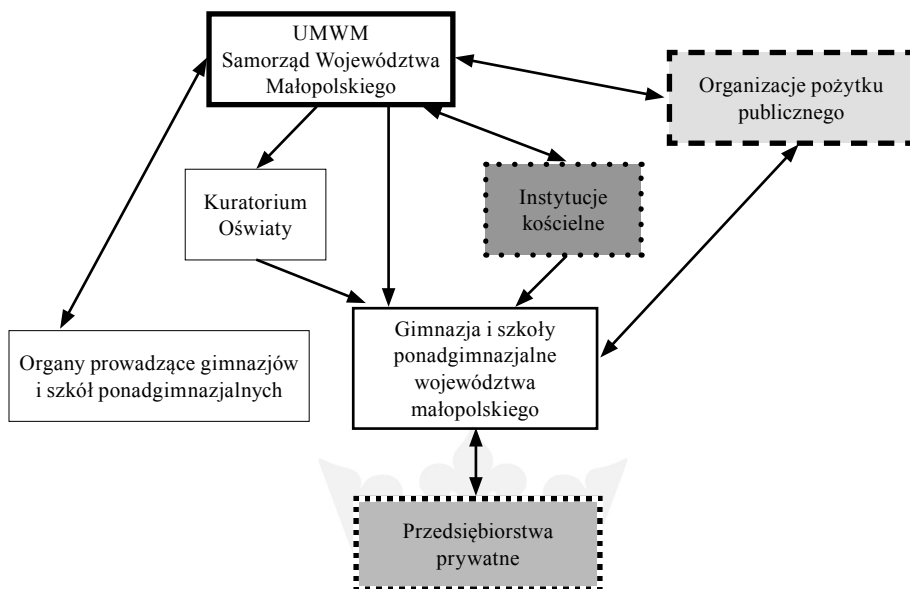 UMWM
Samorząd Województwa
Małopolskiego
Organizacje pożytku
publicznego
Kuratorium
Oświaty
Instytucje
kościelne
Organy prowadzące gimnazjów
i szkół ponadgimnazjalnych
Gimnazja i szkoły
ponadgimnazjalne
województwa
małopolskiego
Przedsiębiorstwa
prywatne